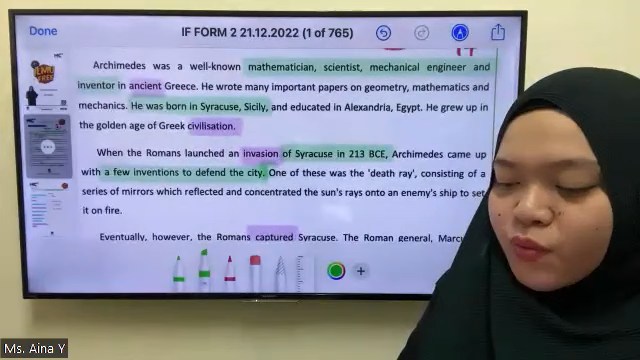 Done
IF FORM 2 21.12.2022 (1 of 765)
Archimedes was a well-known mathematician, scientist, mechanical engineer and
inventor in ancient Greece. He wrote many important papers on geometry, mathematics and
mechanics. He was born in Syracuse, Sicily, and educated in Alexandria, Egypt. He grew up in
the golden age of Greek civilisation.
When the Romans launched an invasion of Syracuse in 213 BCE, Archimedes came up
with a few inventions to defend the city. One of these was the 'death ray', consisting of a
series of mirrors which reflected and concentrated the sun's rays onto an enemy's ship to set
it on fire.
Eventually, however, the Romans captured Syracuse. The Roman general,
Ms. Aina Y